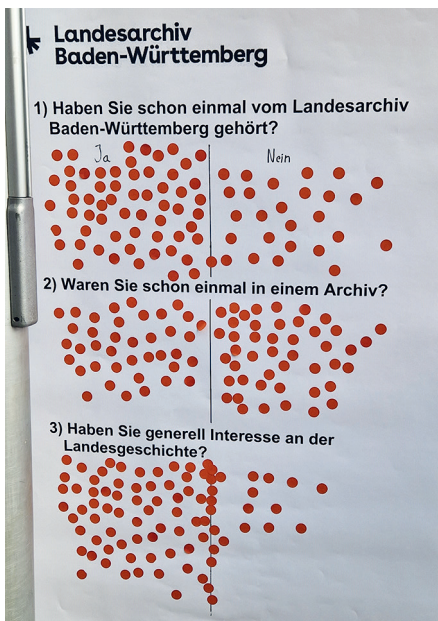 Landesarchiv
Baden-Württemberg
1) Haben Sie schon einmal vom Landesarchiv
Baden-Württemberg gehört?
Ja Nein
2) Waren Sie schon einmal in einem Archiv?
3) Haben Sie generell Interesse an der
Landesgeschichte?